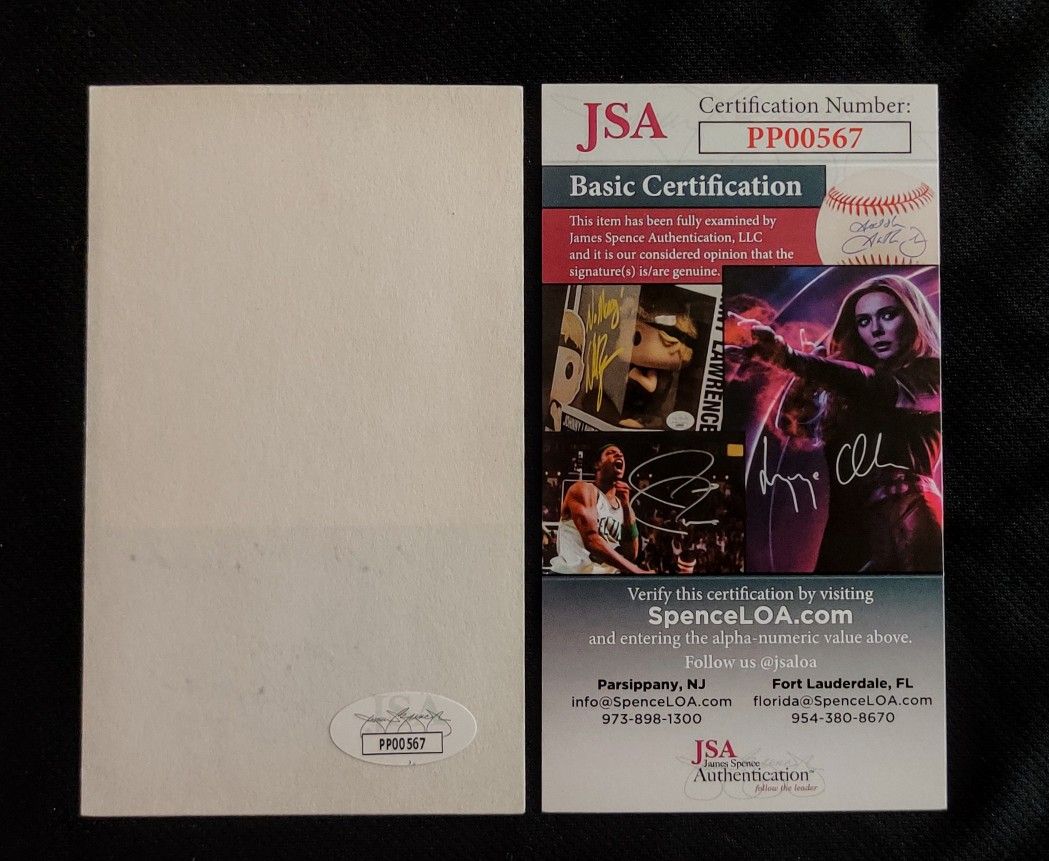 PP00567
JSA
Certification Number:
PP00567
Basic Certification
This item has been fully examined by
James Spence Authentication, LLC
and it is our considered opinion that the
signature(s) is/are genuine.
LAWRENCE
Verify this certification by visiting
SpenceLOA.com
and entering the alpha-numeric value above.
Follow us @jsaloa
Parsippany, NJ
info@SpenceLOA.com
973-898-1300
Fort Lauderdale, FL
florida@SpenceLOA.com
954-380-8670
JSA
James Spence
Authentication™
follow the leader